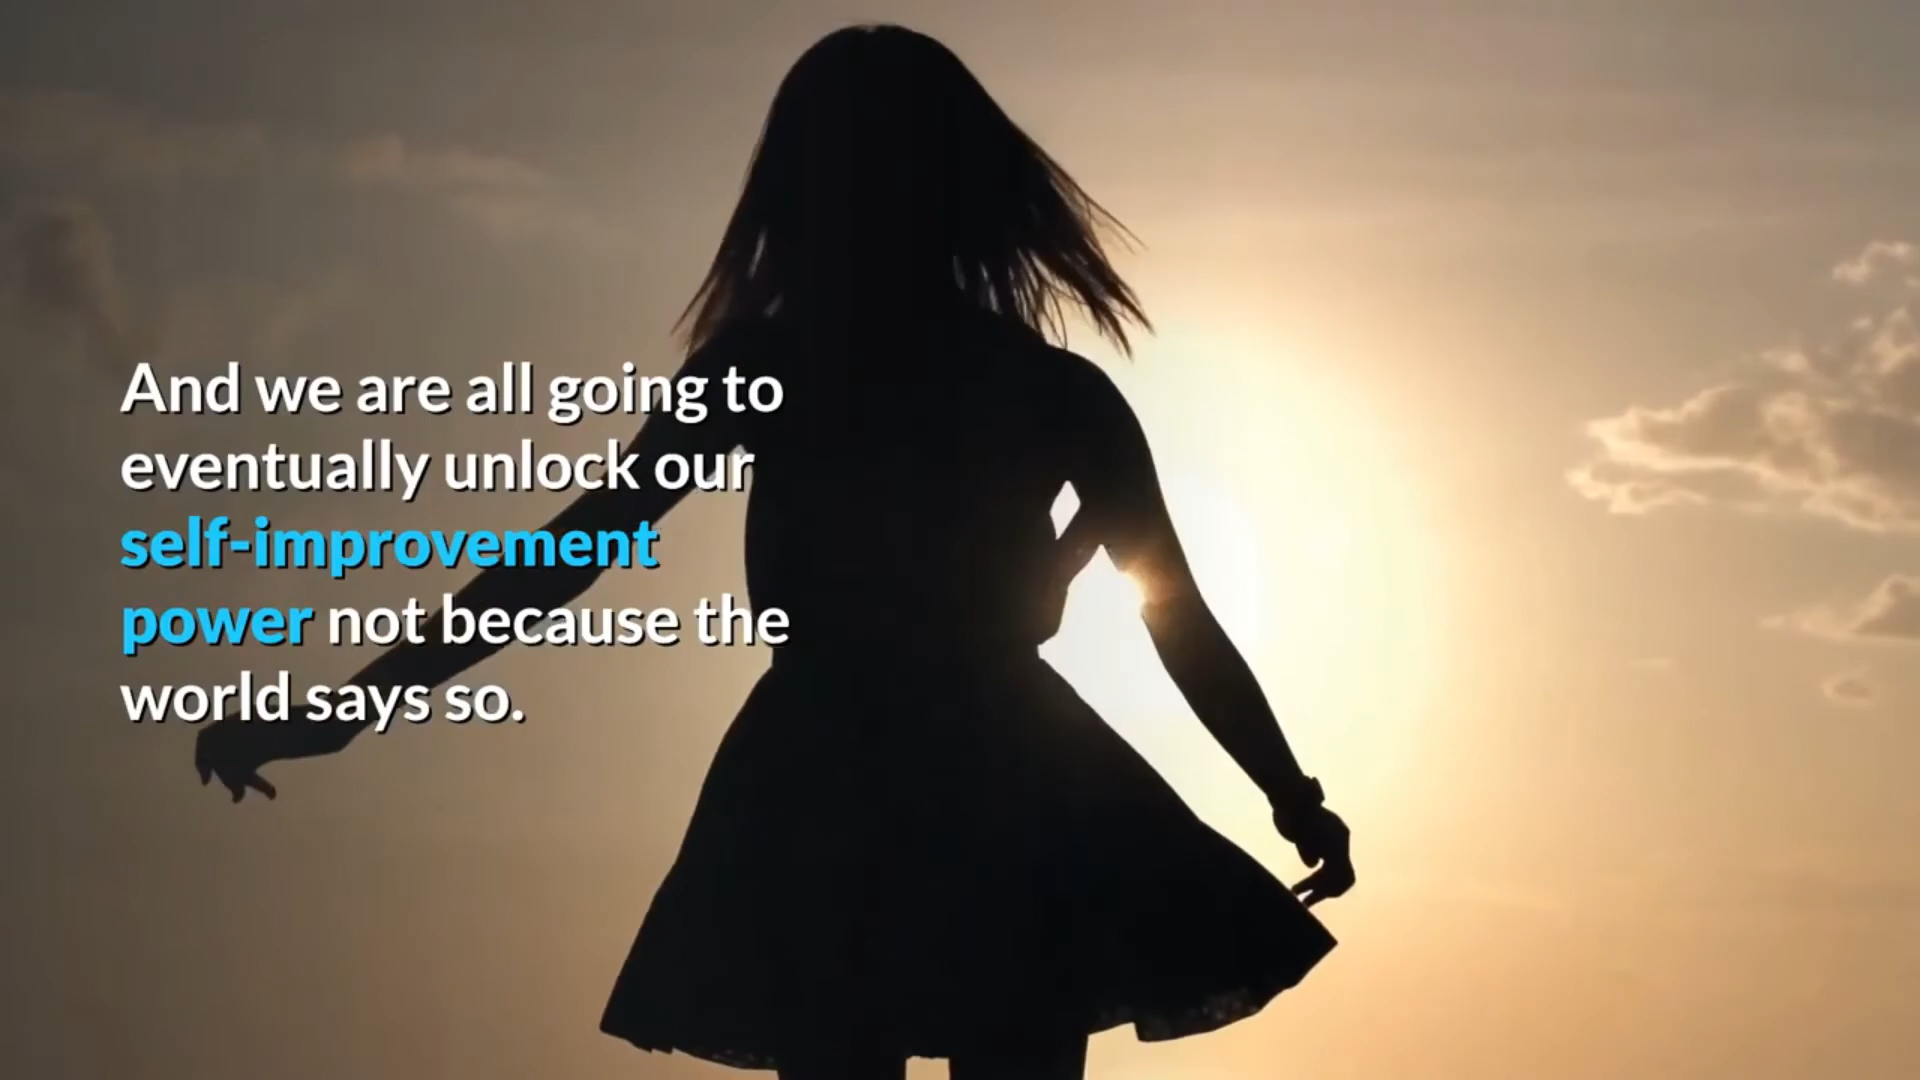 And we are all going to
eventually unlock our
self-improvement
power not because the
world says so.